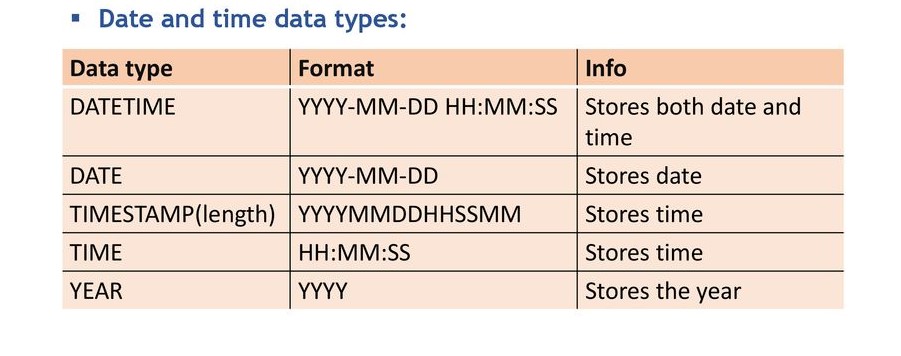 ▪ Date and time data types:
Data type Format Info
DATETIME YYYY-MM-DD HH:MM:SS Stores both date and
time
DATE YYYY-MM-DD Stores date
TIMESTAMP(length) YYYYMMDDHHSSMM Stores time
TIME HH:MM:SS Stores time
YEAR YYYY Stores the year